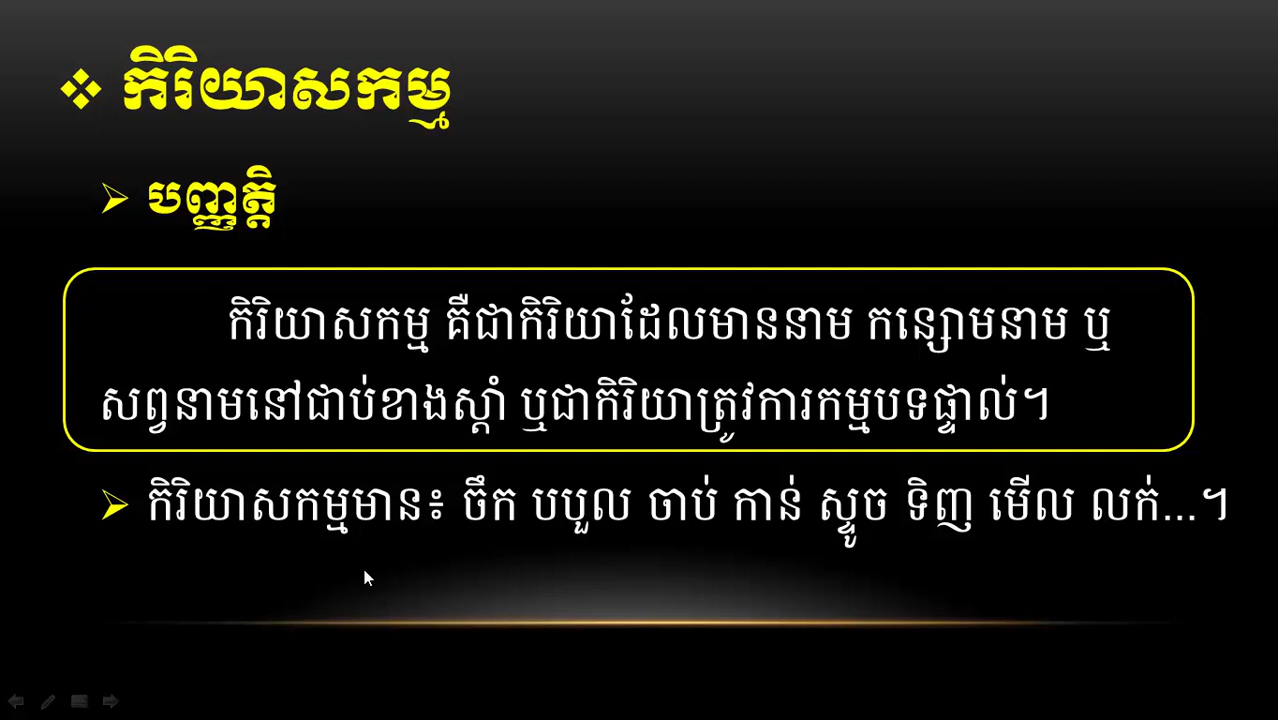 ❖ កិរិយាសកម្ម
➢ បញ្ញត្តិ
កិរិយាសកម្ម គឺជាកិរិយាដែលមាននាម កន្សោមនាម ឬ
សព្វនាមនៅជាប់ខាងស្តាំ ឬជាកិរិយាត្រូវការកម្មបទផ្ទាល់។
➢ កិរិយាសកម្មមាន៖ ចឹក បបួល ចាប់ កាន់ ស្ទូច ទិញ មើល លក់...។